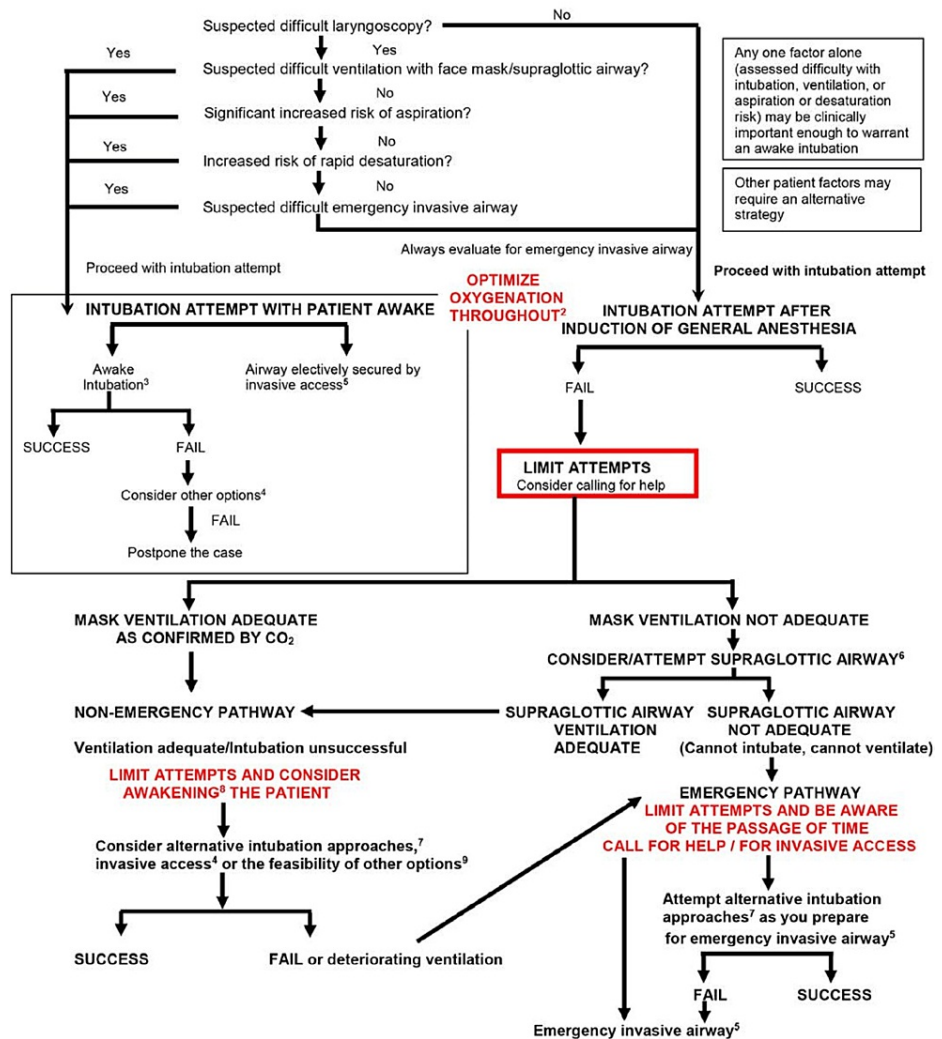 Suspected difficult laryngoscopy?
No
Yes
Yes
Suspected difficult ventilation with face mask/supraglottic airway?
No
Yes
Significant increased risk of aspiration?
No
Yes
Increased risk of rapid desaturation?
No
Yes
Suspected difficult emergency invasive airway
Any one factor alone
(assessed difficulty with
intubation, ventilation, or
aspiration or desaturation
risk) may be clinically
important enough to warrant
an awake intubation
Other patient factors may
require an alternative
strategy
Always evaluate for emergency invasive airway
Proceed with intubation attempt
Proceed with intubation attempt
OPTIMIZE
OXYGENATION
THROUGHOUT²
INTUBATION ATTEMPT WITH PATIENT AWAKE
Awake
Intubation³
Airway electively secured by
invasive access⁵
SUCCESS
FAIL
Consider other options⁴
FAIL
Postpone the case
INTUBATION ATTEMPT AFTER
INDUCTION OF GENERAL ANESTHESIA
FAIL
SUCCESS
LIMIT ATTEMPTS
Consider calling for help
MASK VENTILATION ADEQUATE
AS CONFIRMED BY CO₂
MASK VENTILATION NOT ADEQUATE
CONSIDER/ATTEMPT SUPRAGLOTTIC AIRWAY⁶
NON-EMERGENCY PATHWAY
SUPRAGLOTTIC AIRWAY
VENTILATION
ADEQUATE
SUPRAGLOTTIC AIRWAY
NOT ADEQUATE
(Cannot intubate, cannot ventilate)
Ventilation adequate/Intubation unsuccessful
LIMIT ATTEMPTS AND CONSIDER
AWAKENING⁸ THE PATIENT
Consider alternative intubation approaches,⁷
invasive access⁴ or the feasibility of other options⁹
SUCCESS
FAIL or deteriorating ventilation
EMERGENCY PATHWAY
LIMIT ATTEMPTS AND BE AWARE
OF THE PASSAGE OF TIME
CALL FOR HELP / FOR INVASIVE ACCESS
Attempt alternative intubation
approaches⁷ as you prepare
for emergency invasive airway⁵
FAIL
SUCCESS
Emergency invasive airway⁵